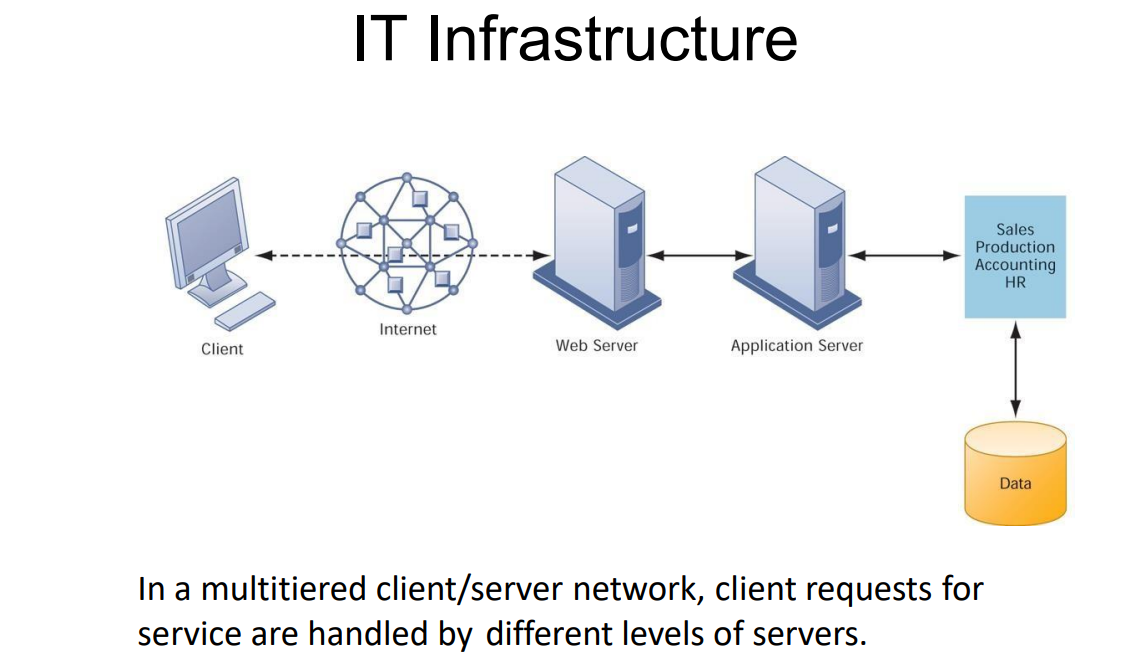 IT Infrastructure
Client
Internet
Web Server
Application Server
Sales
Production
Accounting
HR
Data
In a multitiered client/server network, client requests for
service are handled by different levels of servers.